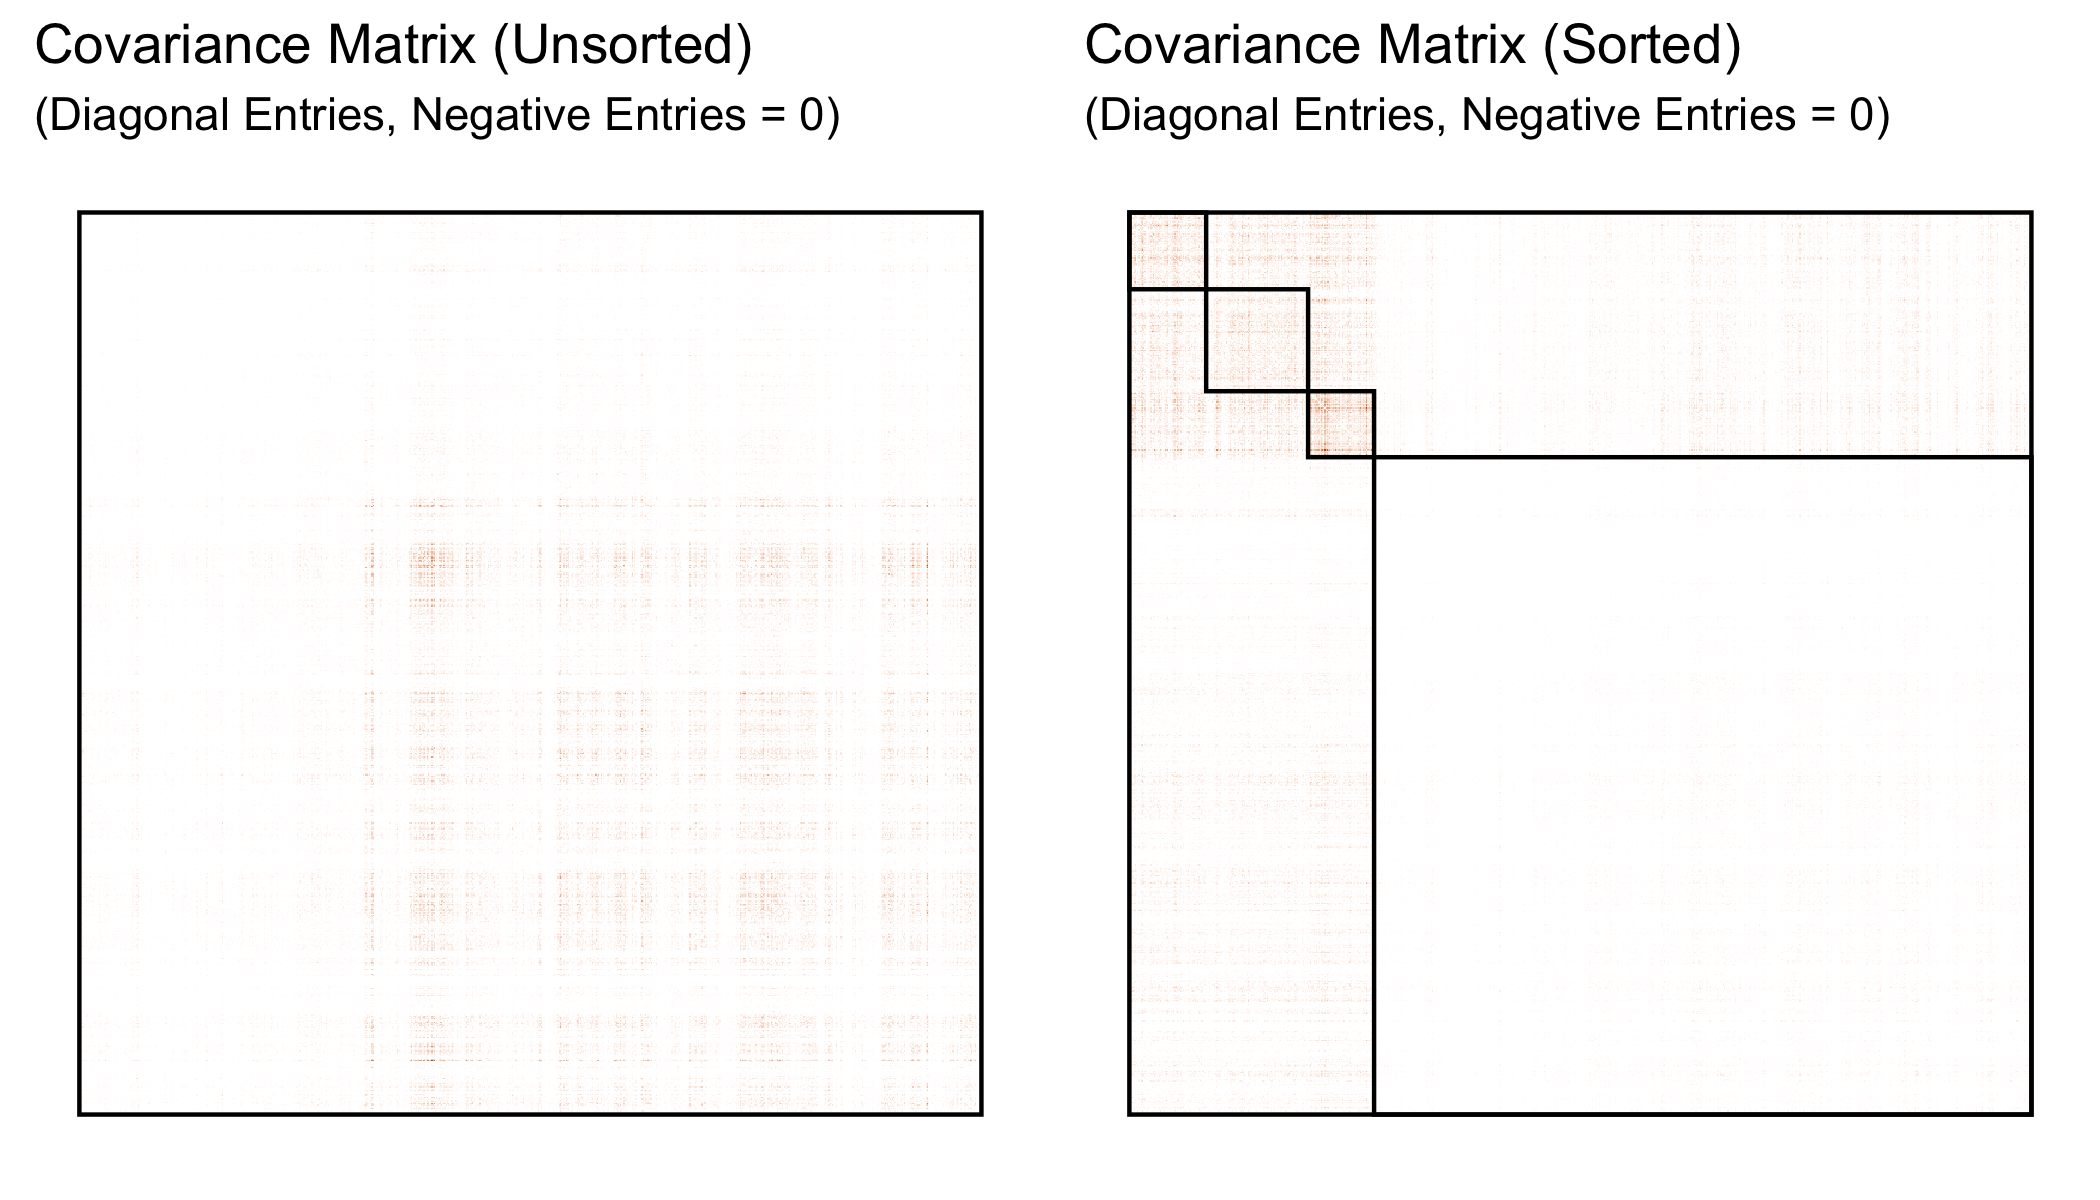 Covariance Matrix (Unsorted)
(Diagonal Entries, Negative Entries = 0)
Covariance Matrix (Sorted)
(Diagonal Entries, Negative Entries = 0)